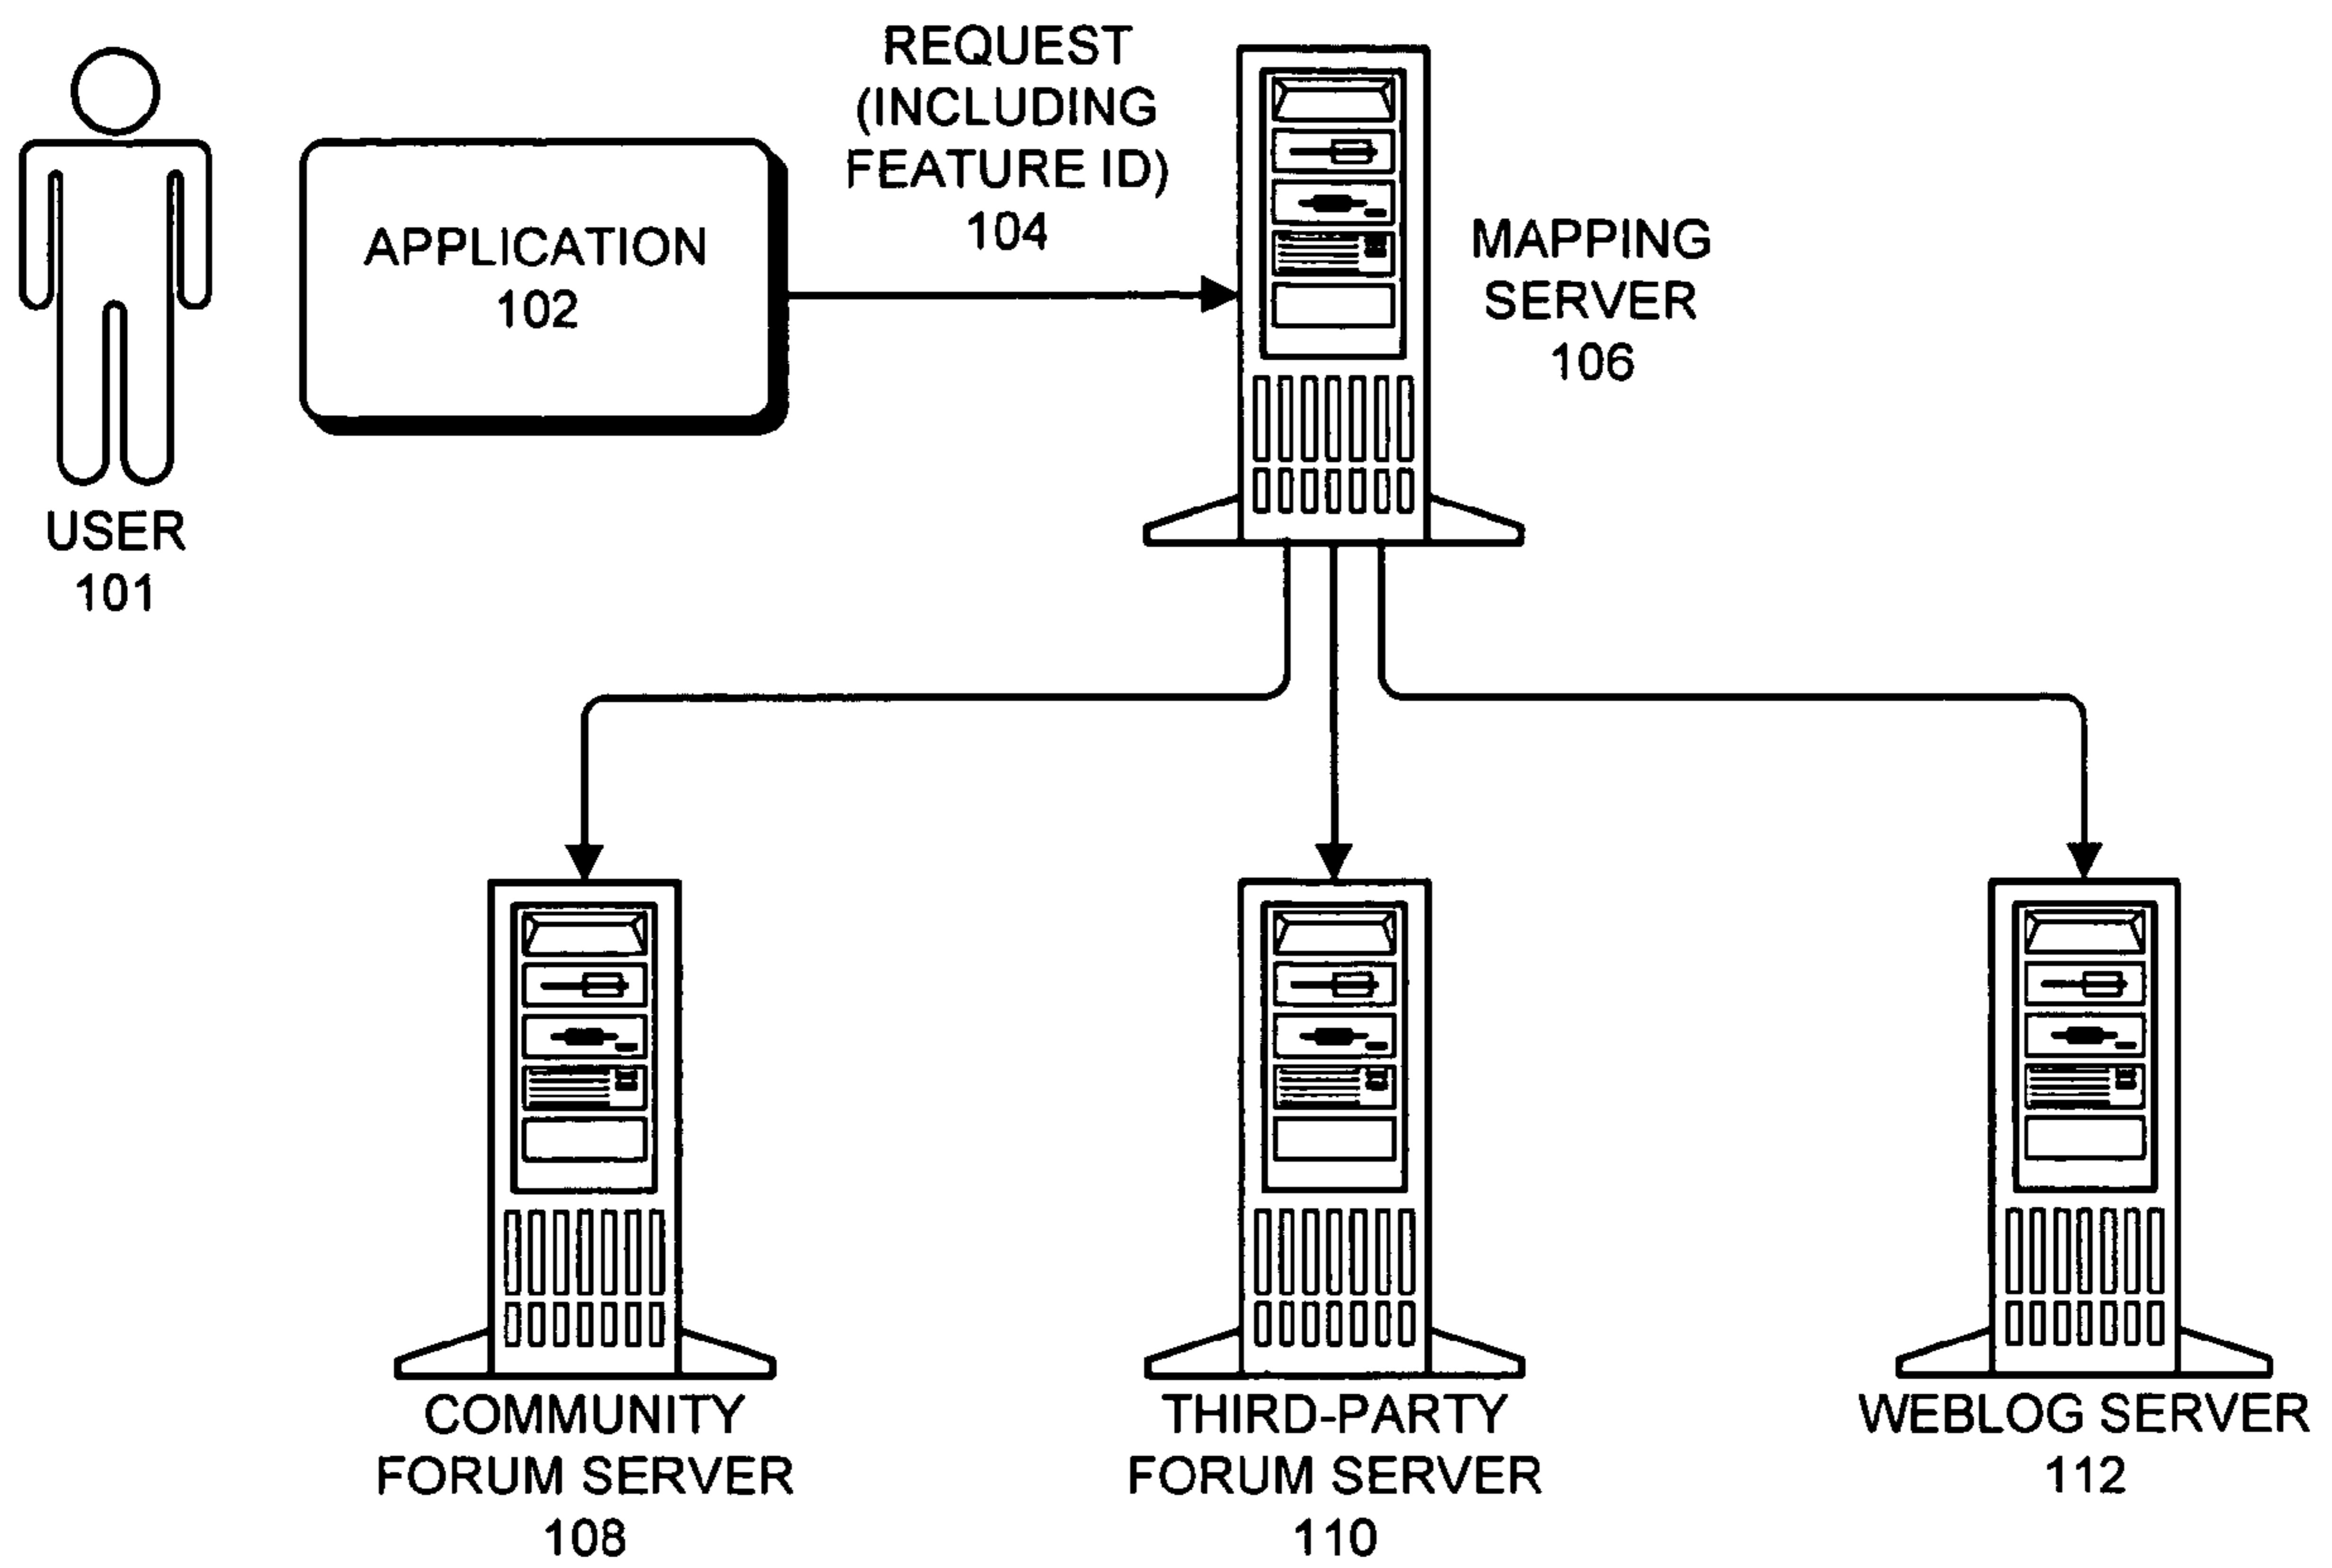 REQUEST
(INCLUDING
FEATURE ID)
104
APPLICATION
102
MAPPING
SERVER
106
USER
101
COMMUNITY
FORUM SERVER
108
THIRD-PARTY
FORUM SERVER
110
WEBLOG SERVER
112